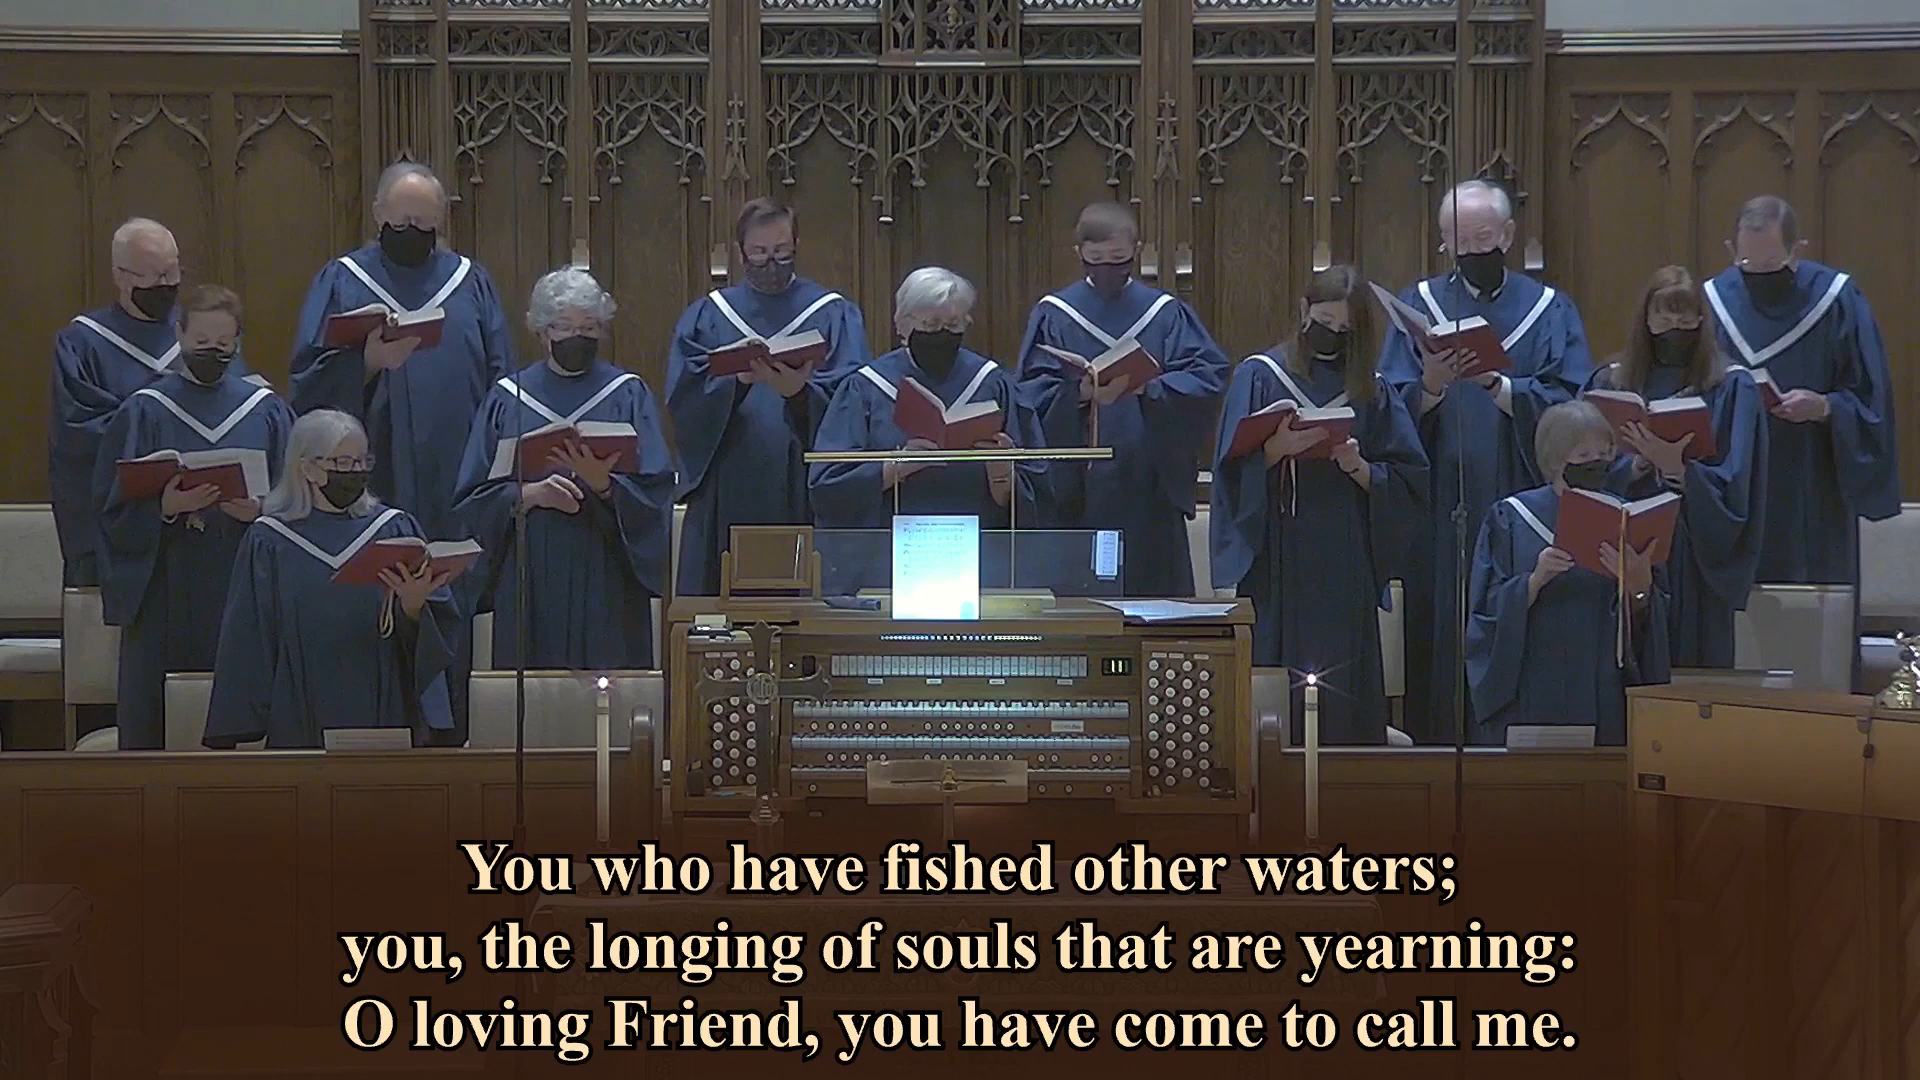 You who have fished other waters;
you, the longing of souls that are yearning:
O loving Friend, you have come to call me.